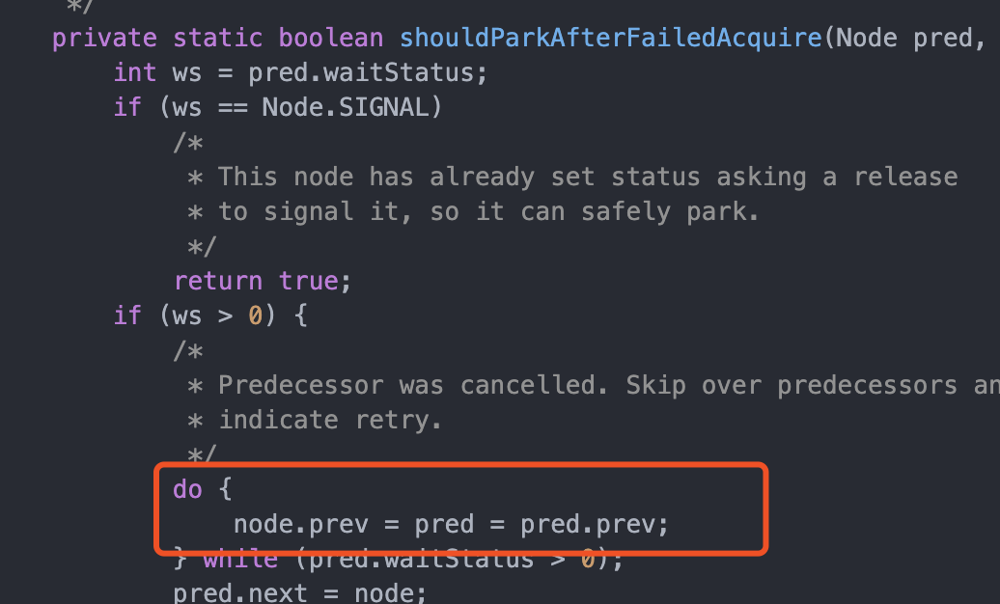 */
private static boolean shouldParkAfterFailedAcquire(Node pred,
int ws = pred.waitStatus;
if (ws == Node.SIGNAL)
/*
* This node has already set status asking a release
* to signal it, so it can safely park.
*/
return true;
if (ws > 0) {
/*
* Predecessor was cancelled. Skip over predecessors an
* indicate retry.
*/
do {
node.prev = pred = pred.prev;
} while (pred.waitStatus > 0);
pred.next = node;